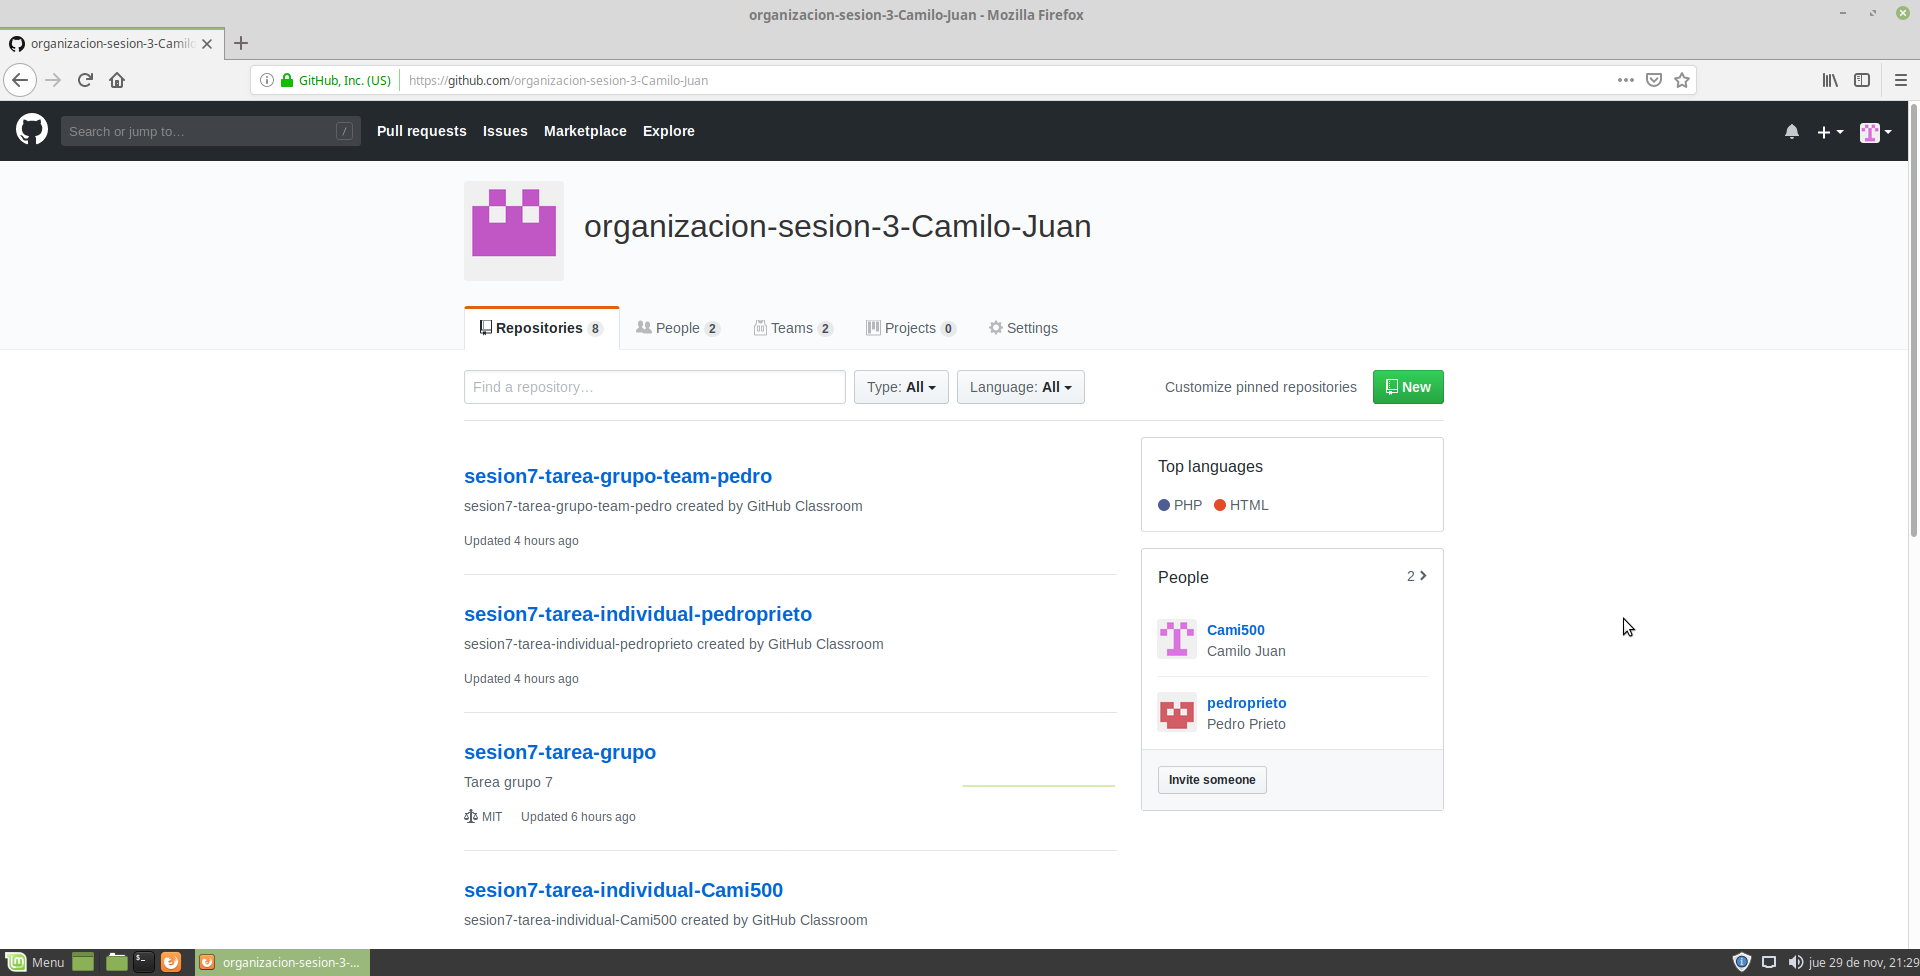 organizacion-sesion-3-Camilo-Juan - Mozilla Firefox
organizacion-sesion-3-Camil
GitHub, Inc. (US) https://github.com/organizacion-sesion-3-Camilo-Juan
Search or jump to… / Pull requests Issues Marketplace Explore
organizacion-sesion-3-Camilo-Juan
Repositories 8 People 2 Teams 2 Projects 0 Settings
Find a repository… Type: All Language: All Customize pinned repositories New
sesion7-tarea-grupo-team-pedro
sesion7-tarea-grupo-team-pedro created by GitHub Classroom
Updated 4 hours ago
sesion7-tarea-individual-pedroprieto
sesion7-tarea-individual-pedroprieto created by GitHub Classroom
Updated 4 hours ago
sesion7-tarea-grupo
Tarea grupo 7
MIT Updated 6 hours ago
sesion7-tarea-individual-Cami500
sesion7-tarea-individual-Cami500 created by GitHub Classroom
Top languages
PHP HTML
People 2
Cami500
Camilo Juan
pedroprieto
Pedro Prieto
Invite someone
Menu organizacion-sesion-3-... jue 29 de nov, 21:29